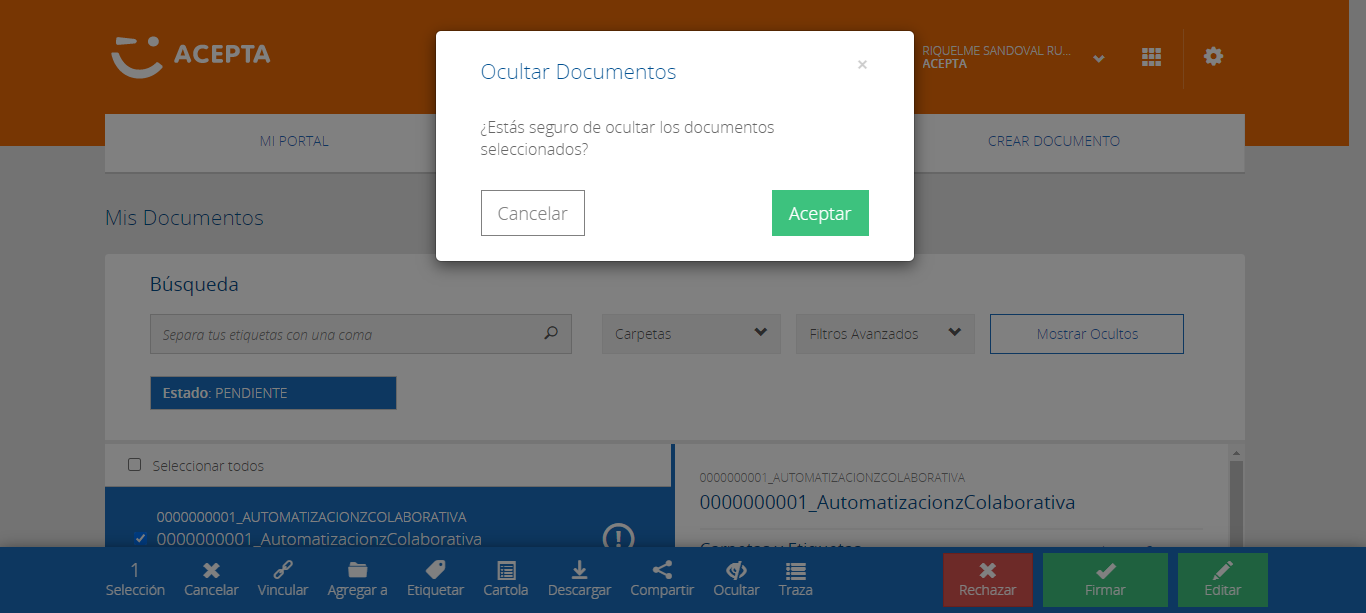 ACEPTA
RIQUELME SANDOVAL RU...
ACEPTA
Ocultar Documentos
×
¿Estás seguro de ocultar los documentos
seleccionados?
Cancelar
Aceptar
MI PORTAL
CREAR DOCUMENTO
Mis Documentos
Búsqueda
Separa tus etiquetas con una coma
Carpetas
Filtros Avanzados
Mostrar Ocultos
Estado: PENDIENTE
Seleccionar todos
0000000001_AUTOMATIZACIONZCOLABORATIVA
0000000001_AutomatizacionzColaborativa
0000000001_AUTOMATIZACIONZCOLABORATIVA
0000000001_AutomatizacionzColaborativa
Carpetas y Etiquetas
1
Selección
Cancelar
Vincular
Agregar a
Etiquetar
Cartola
Descargar
Compartir
Ocultar
Traza
Rechazar
Firmar
Editar